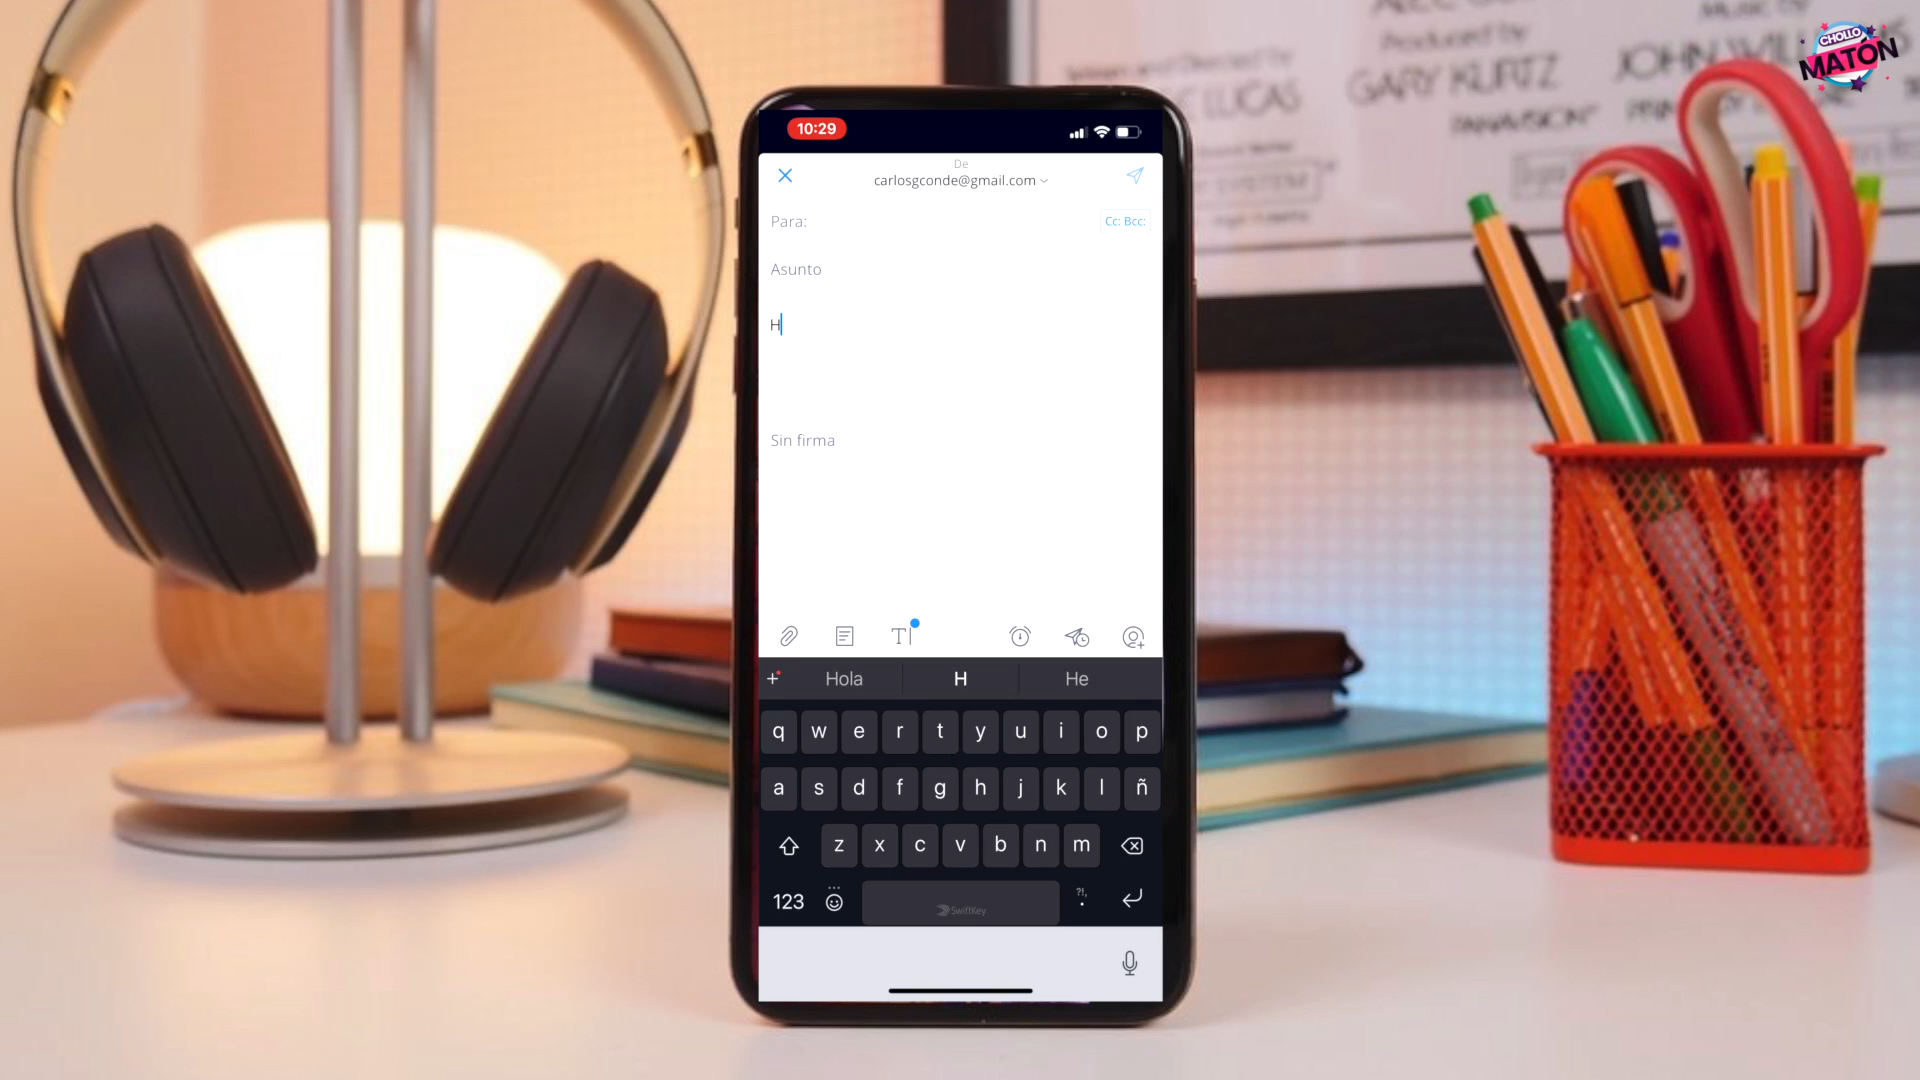 Produced by
GARY KURTZ
LUCAS
PANAVISION
CHOLLO
MATÓN
10:29
De
carlosgconde@gmail.com
Para:
Cc: Bcc:
Asunto
H
Sin firma
Hola H He
q w e r t y u i o p
a s d f g h j k l ñ
z x c v b n m
123 ?!, .
SwiftKey